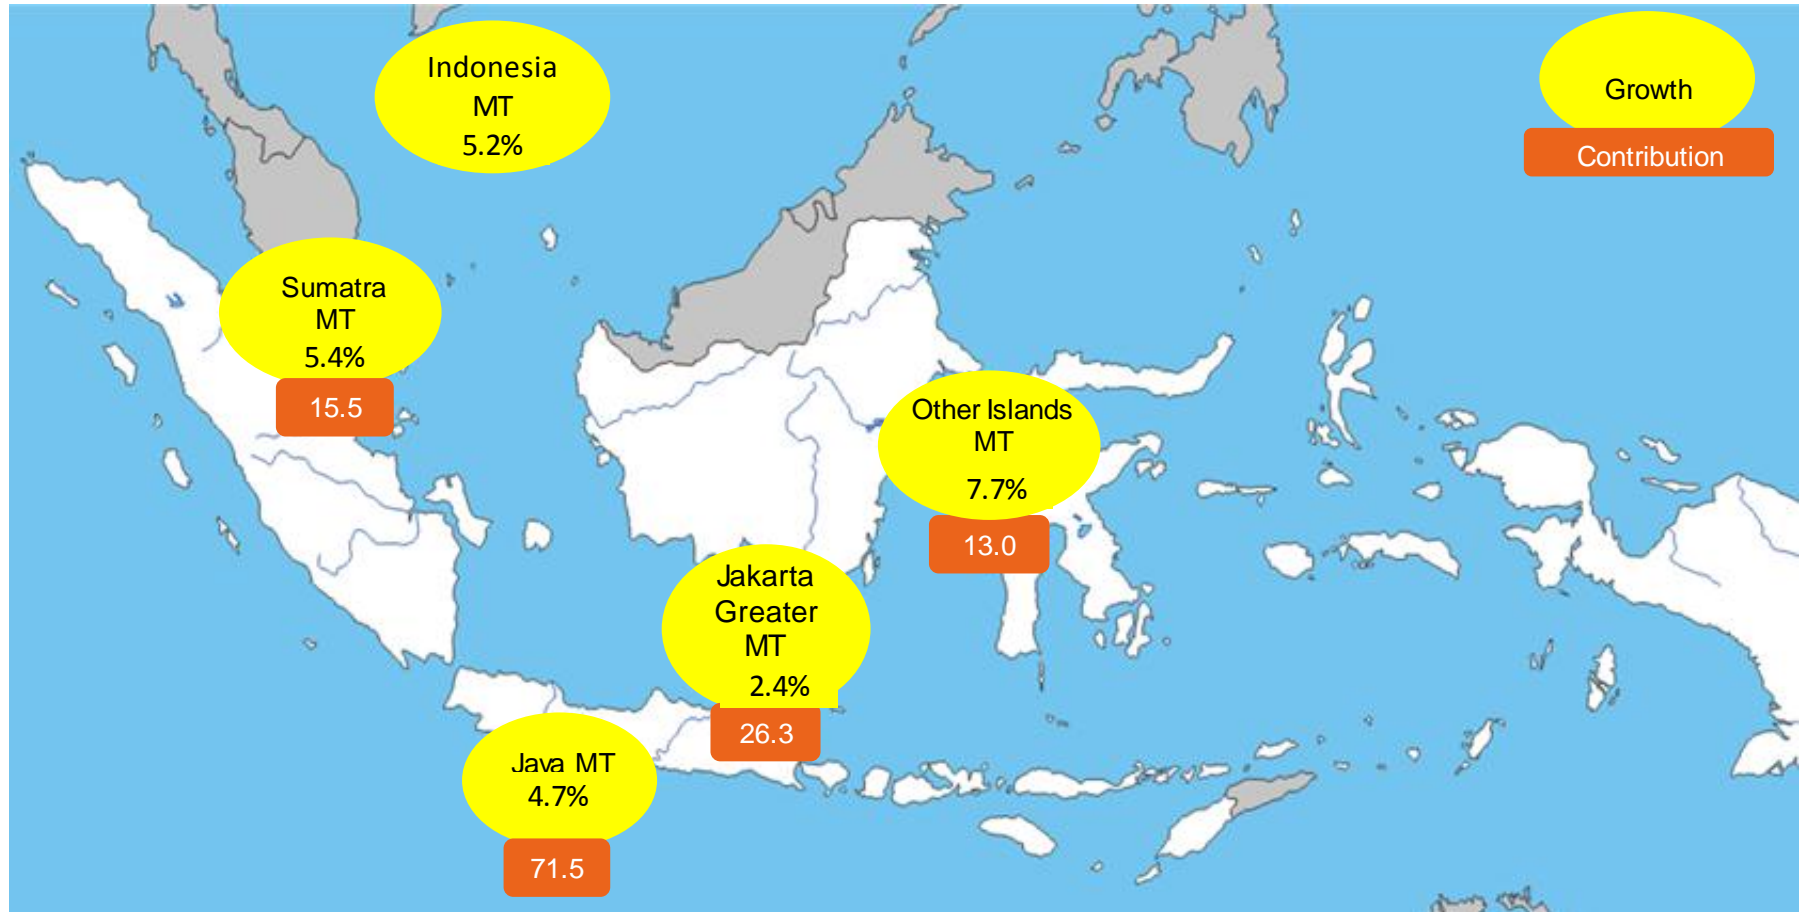 Indonesia
MT
5.2%
Growth
Contribution
Sumatra
MT
5.4%
15.5
Other Islands
MT
7.7%
13.0
Jakarta
Greater
MT
2.4%
26.3
Java MT
4.7%
71.5